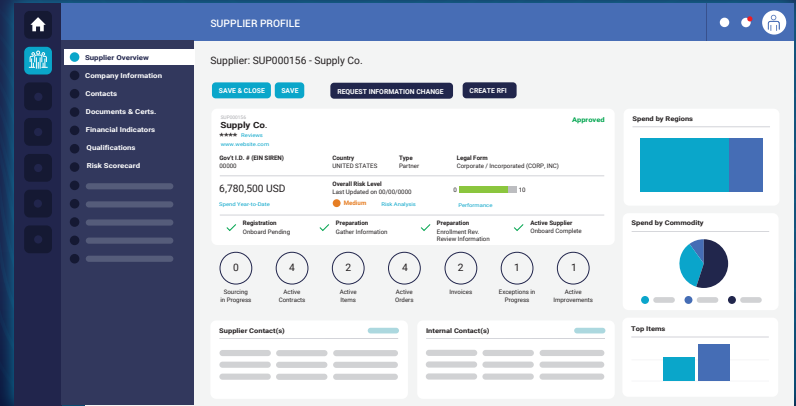 SUPPLIER PROFILE
Supplier Overview
Company Information
Contacts
Documents & Certs.
Financial Indicators
Qualifications
Risk Scorecard
Supplier: SUP000156 - Supply Co.
SAVE & CLOSE
SAVE
REQUEST INFORMATION CHANGE
CREATE RFI
Supply Co.
Approved
★★★★ Reviews
www.website.com
Gov't I.D. # (EIN SIREN)
00000
Country
UNITED STATES
Type
Partner
Legal Form
Corporate / Incorporated (CORP, INC)
6,780,500 USD
Spend Year-to-Date
Overall Risk Level
Last Updated on 00/00/0000
Medium
Risk Analysis
0
10
Performance
Registration
Onboard Pending
Preparation
Gather Information
Preparation
Enrollment Rev.
Review Information
Active Supplier
Onboard Complete
0
Sourcing
in Progress
4
Active
Contracts
2
Active
Items
4
Active
Orders
2
Invoices
1
Exceptions in
Progress
1
Active
Improvements
Supplier Contact(s)
Internal Contact(s)
Spend by Regions
Spend by Commodity
Top Items